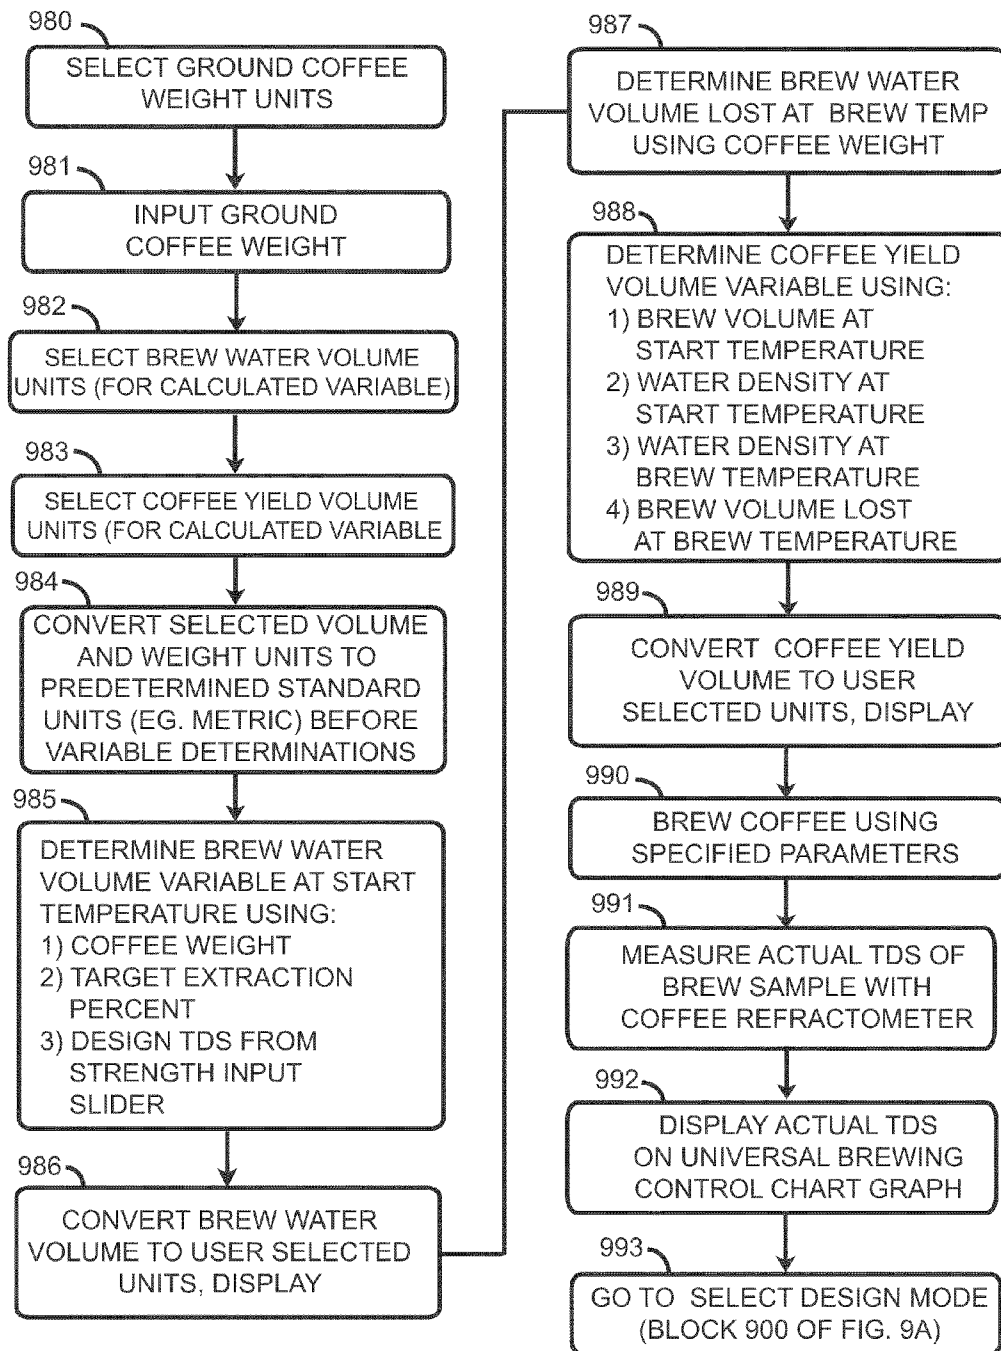 980
SELECT GROUND COFFEE
WEIGHT UNITS
981
INPUT GROUND
COFFEE WEIGHT
982
SELECT BREW WATER VOLUME
UNITS (FOR CALCULATED VARIABLE)
983
SELECT COFFEE YIELD VOLUME
UNITS (FOR CALCULATED VARIABLE
984
CONVERT SELECTED VOLUME
AND WEIGHT UNITS TO
PREDETERMINED STANDARD
UNITS (EG. METRIC) BEFORE
VARIABLE DETERMINATIONS
985
DETERMINE BREW WATER
VOLUME VARIABLE AT START
TEMPERATURE USING:
1) COFFEE WEIGHT
2) TARGET EXTRACTION
PERCENT
3) DESIGN TDS FROM
STRENGTH INPUT
SLIDER
986
CONVERT BREW WATER
VOLUME TO USER SELECTED
UNITS, DISPLAY
987
DETERMINE BREW WATER
VOLUME LOST AT BREW TEMP
USING COFFEE WEIGHT
988
DETERMINE COFFEE YIELD
VOLUME VARIABLE USING:
1) BREW VOLUME AT
START TEMPERATURE
2) WATER DENSITY AT
START TEMPERATURE
3) WATER DENSITY AT
BREW TEMPERATURE
4) BREW VOLUME LOST
AT BREW TEMPERATURE
989
CONVERT COFFEE YIELD
VOLUME TO USER
SELECTED UNITS, DISPLAY
990
BREW COFFEE USING
SPECIFIED PARAMETERS
991
MEASURE ACTUAL TDS OF
BREW SAMPLE WITH
COFFEE REFRACTOMETER
992
DISPLAY ACTUAL TDS
ON UNIVERSAL BREWING
CONTROL CHART GRAPH
993
GO TO SELECT DESIGN MODE
(BLOCK 900 OF FIG. 9A)